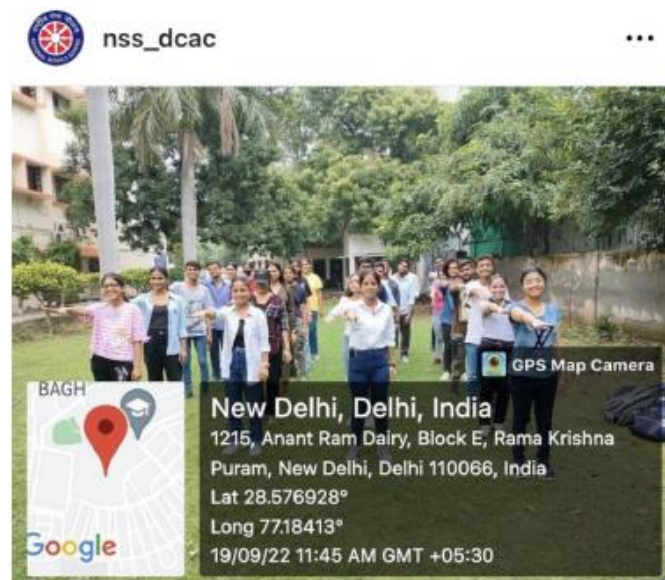 nss_dcac
GPS Map Camera
BAGH
New Delhi, Delhi, India
1215, Anant Ram Dairy, Block E, Rama Krishna
Puram, New Delhi, Delhi 110066, India
Lat 28.576928°
Long 77.18413°
19/09/22 11:45 AM GMT +05:30
Google